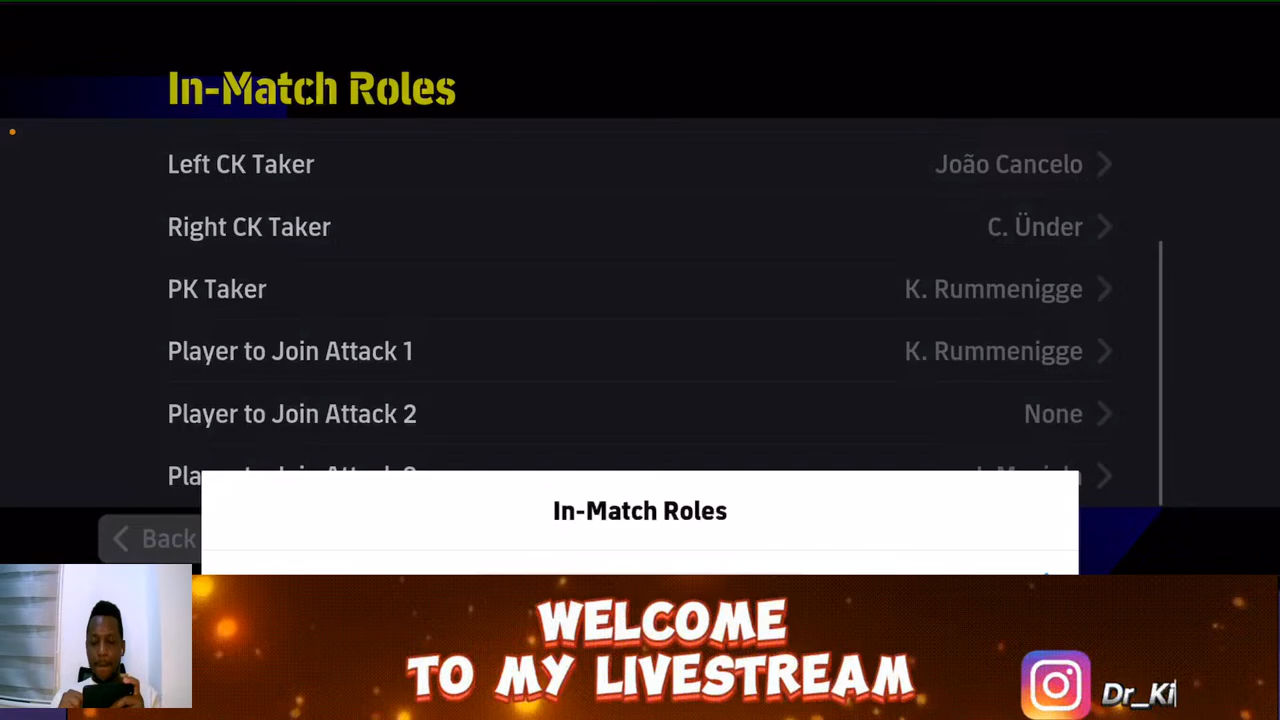 In-Match Roles
Left CK Taker João Cancelo
Right CK Taker C. Ünder
PK Taker K. Rummenigge
Player to Join Attack 1 K. Rummenigge
Player to Join Attack 2 None
In-Match Roles
Back
WELCOME
TO MY LIVESTREAM
Dr_Ki